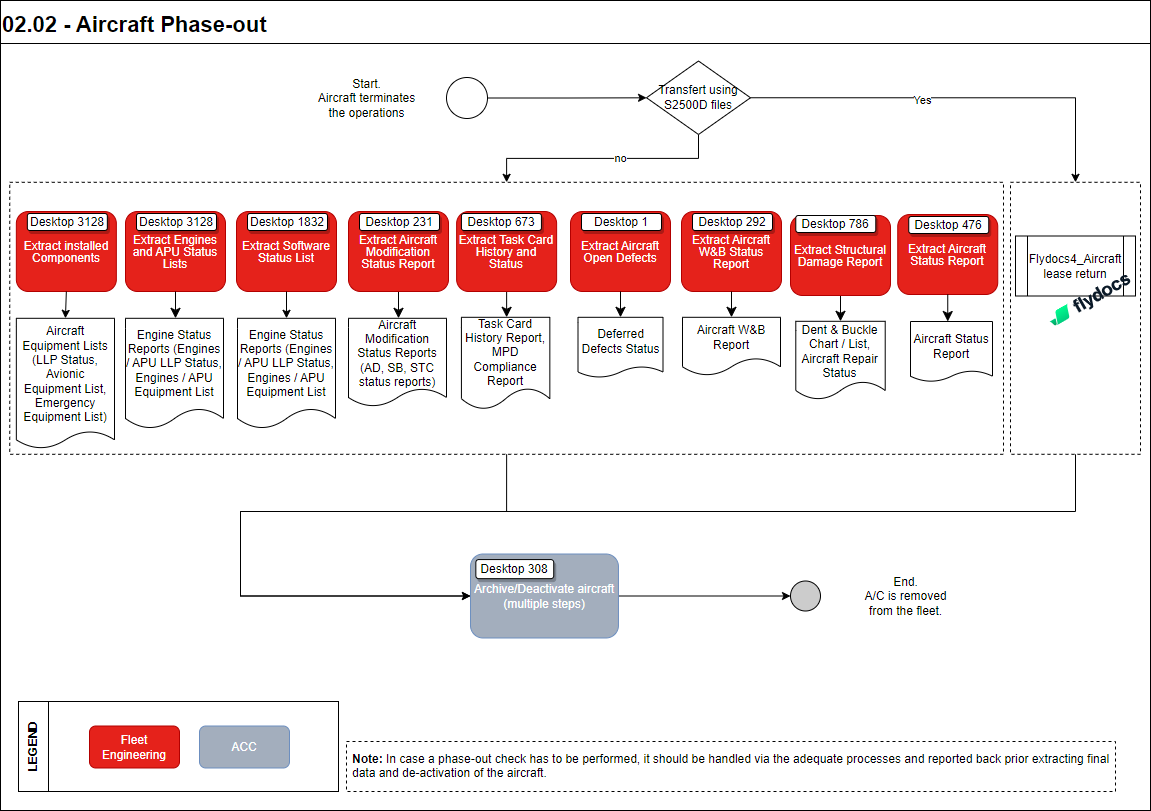 02.02 - Aircraft Phase-out
Start.
Aircraft terminates
the operations
Transfert using
S2500D files
Yes
no
Desktop 3128
Extract installed
Components
Desktop 3128
Extract Engines
and APU Status
Lists
Desktop 1832
Extract Software
Status List
Desktop 231
Extract Aircraft
Modification
Status Report
Desktop 673
Extract Task Card
History and
Status
Desktop 1
Extract Aircraft
Open Defects
Desktop 292
Extract Aircraft
W&B Status
Report
Desktop 786
Extract Structural
Damage Report
Desktop 476
Extract Aircraft
Status Report
Flydocs4_Aircraft
lease return
flydocs
Aircraft
Equipment Lists
(LLP Status,
Avionic
Equipment List,
Emergency
Equipment List)
Engine Status
Reports (Engines
/ APU LLP Status,
Engines / APU
Equipment List
Engine Status
Reports (Engines
/ APU LLP Status,
Engines / APU
Equipment List
Aircraft
Modification
Status Reports
(AD, SB, STC
status reports)
Task Card
History Report,
MPD
Compliance
Report
Deferred
Defects Status
Aircraft W&B
Report
Dent & Buckle
Chart / List,
Aircraft Repair
Status
Aircraft Status
Report
Desktop 308
Archive/Deactivate aircraft
(multiple steps)
End.
A/C is removed
from the fleet.
LEGEND
Fleet
Engineering
ACC
Note: In case a phase-out check has to be performed, it should be handled via the adequate processes and reported back prior extracting final
data and de-activation of the aircraft.